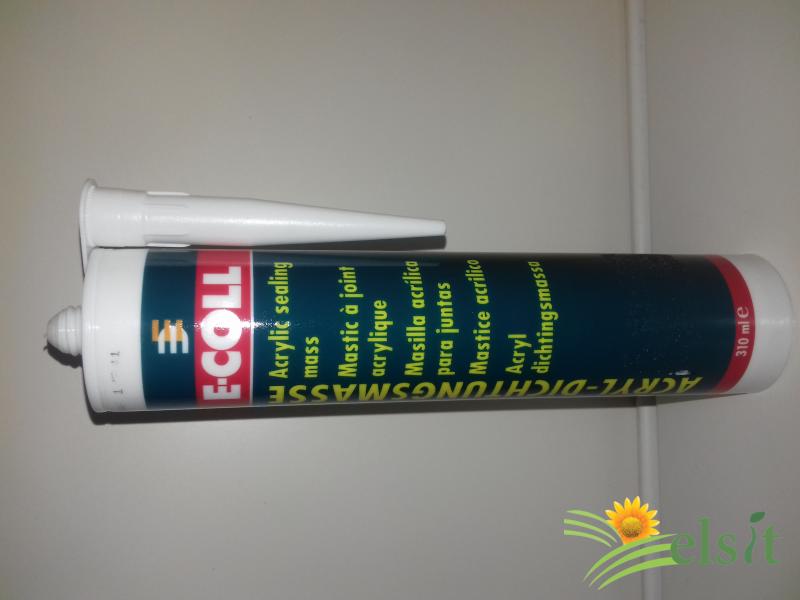 E-COLL
Acrylic sealing
mass
Mastic à joint
acrylique
Masilla acrílica
para juntas
Mastice acrilico
Acryl
dichtingsmassa
ACRYL-DICHTUNGSMASSE
310 ml e
elsit